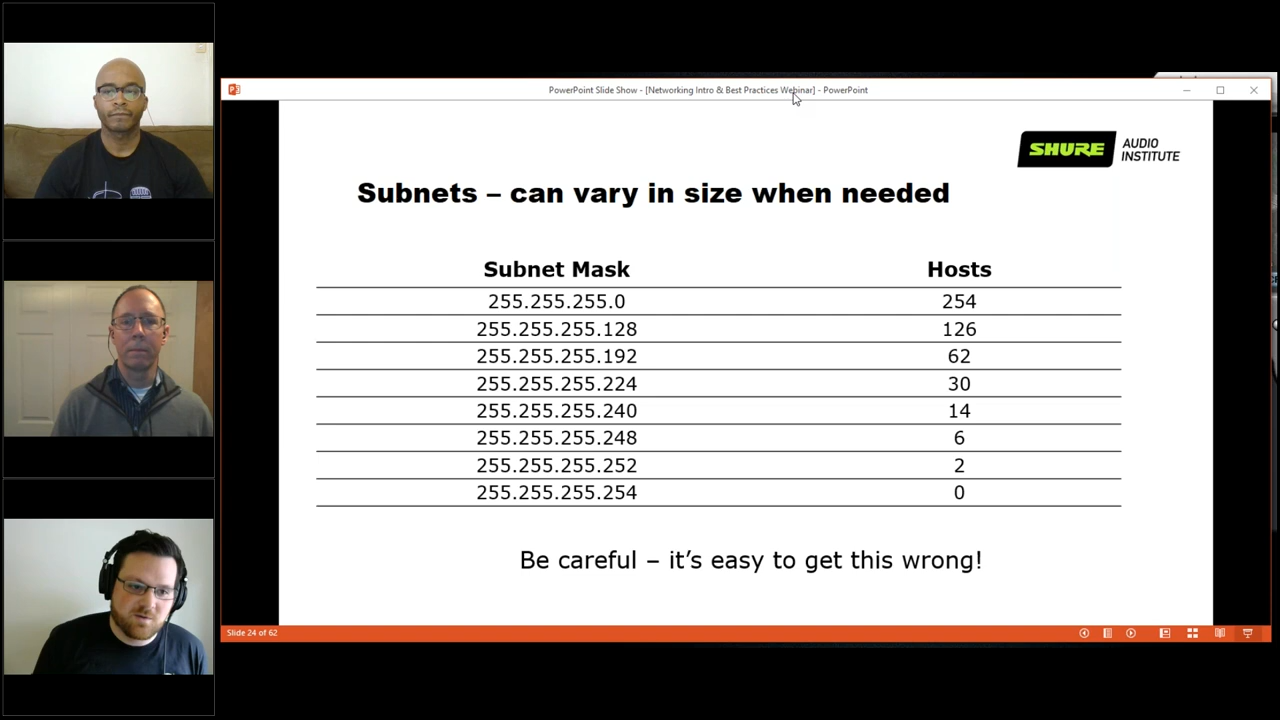 PowerPoint Slide Show - [Networking Intro & Best Practices Webinar] - PowerPoint
SHURE AUDIO INSTITUTE
Subnets – can vary in size when needed
Subnet Mask Hosts
255.255.255.0 254
255.255.255.128 126
255.255.255.192 62
255.255.255.224 30
255.255.255.240 14
255.255.255.248 6
255.255.255.252 2
255.255.255.254 0
Be careful – it’s easy to get this wrong!
Slide 24 of 62